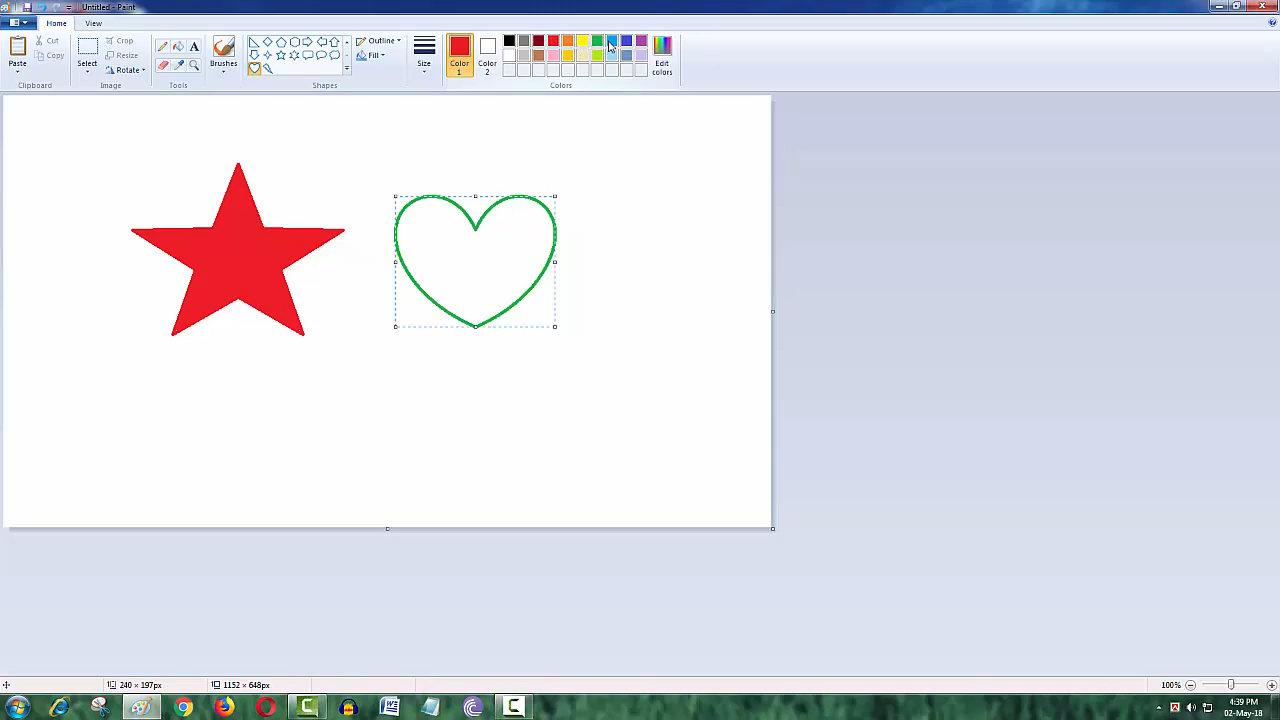 Untitled - Paint
Home View
Paste
Cut
Copy
Clipboard
Select
Crop
Resize
Rotate
Image
A
Tools
Brushes
Outline
Fill
Shapes
Size
Color 1
Color 2
Edit colors
Colors
240 × 197px
1152 × 648px
100%
4:39 PM
02-May-18